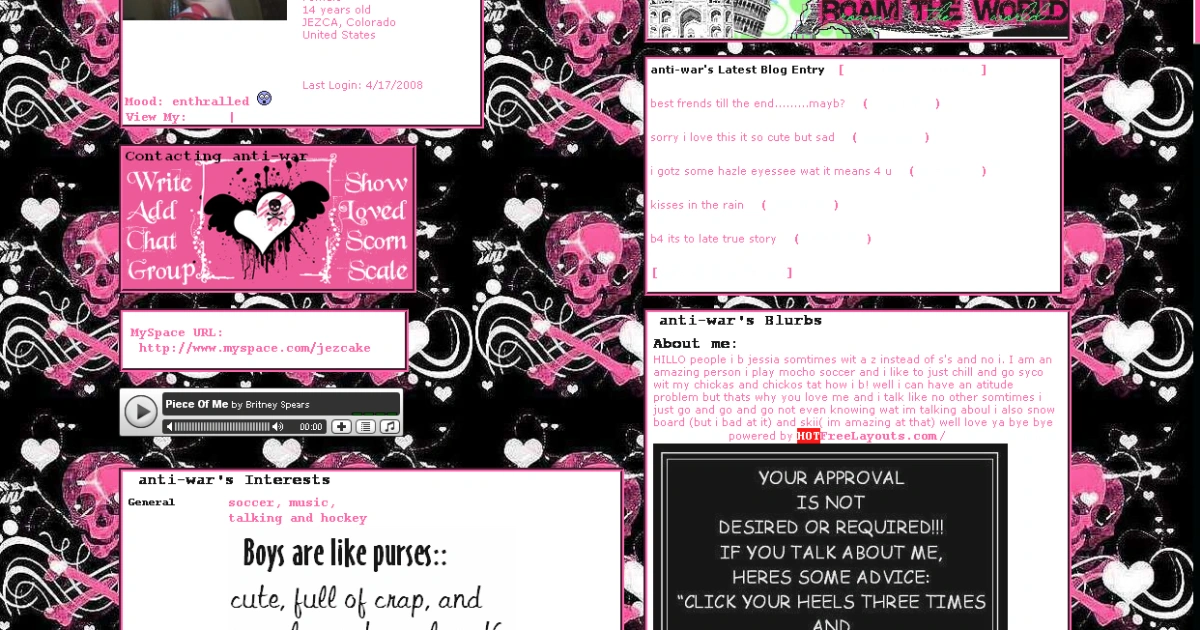 14 years old
JEZCA, Colorado
United States
Last Login: 4/17/2008
Mood: enthralled
View My: |
Contacting anti-war
Write
Add
Chat
Group
Show
Loved
Scorn
Scale
MySpace URL:
http://www.myspace.com/jezcake
Piece Of Me by Britney Spears
00:00
anti-war's Interests
General
soccer, music,
talking and hockey
Boys are like purses::
cute, full of crap, and
ROAM THE WORLD
anti-war's Latest Blog Entry [ ]
best frends till the end.........mayb? ( )
sorry i love this it so cute but sad ( )
i gotz some hazle eyessee wat it means 4 u ( )
kisses in the rain ( )
b4 its to late true story ( )
[ ]
anti-war's Blurbs
About me:
HILLO people i b jessia somtimes wit a z instead of s's and no i. I am an
amazing person i play mocho soccer and i like to just chill and go syco
wit my chickas and chickos tat how i b! well i can have an atitude
problem but thats why you love me and i talk like no other somtimes i
just go and go and go not even knowing wat im talking aboul i also snow
board (but i bad at it) and skii( im amazing at that) well love ya bye bye
powered by HOTFreeLayouts.com /
YOUR APPROVAL
IS NOT
DESIRED OR REQUIRED!!!
IF YOU TALK ABOUT ME,
HERES SOME ADVICE:
"CLICK YOUR HEELS THREE TIMES
AND